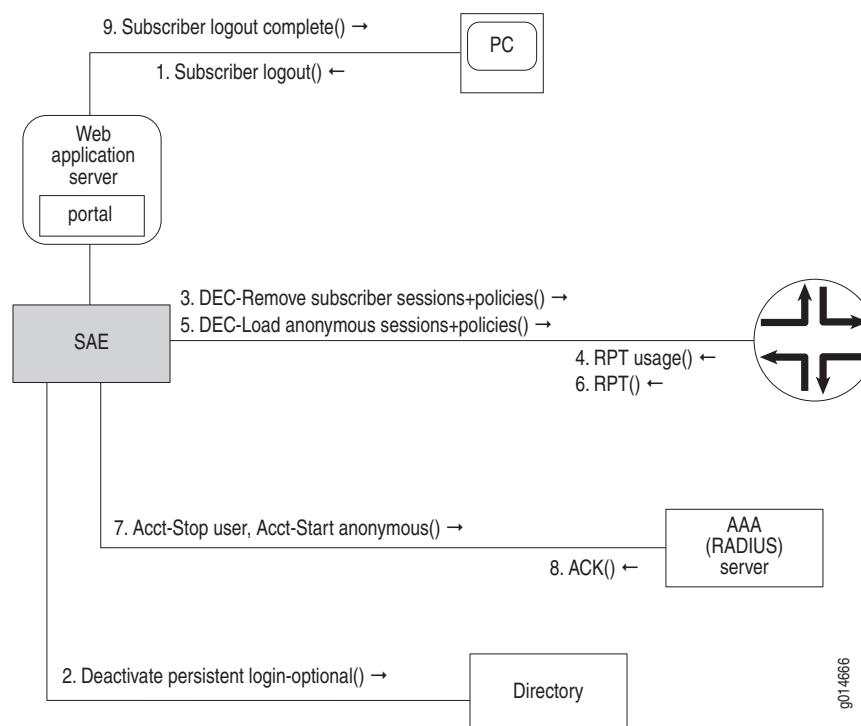 9. Subscriber logout complete() →
PC
1. Subscriber logout() ←
Web
application
server
portal
3. DEC-Remove subscriber sessions+policies() →
5. DEC-Load anonymous sessions+policies() →
SAE
4. RPT usage() ←
6. RPT() ←
7. Acct-Stop user, Acct-Start anonymous() →
AAA
(RADIUS)
server
8. ACK() ←
2. Deactivate persistent login-optional() →
Directory
g014666